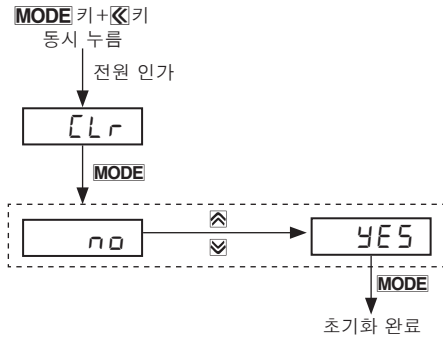 MODE 키+《키
동시 누름
전원 인가
CLr
MODE
no
YES
MODE
초기화 완료